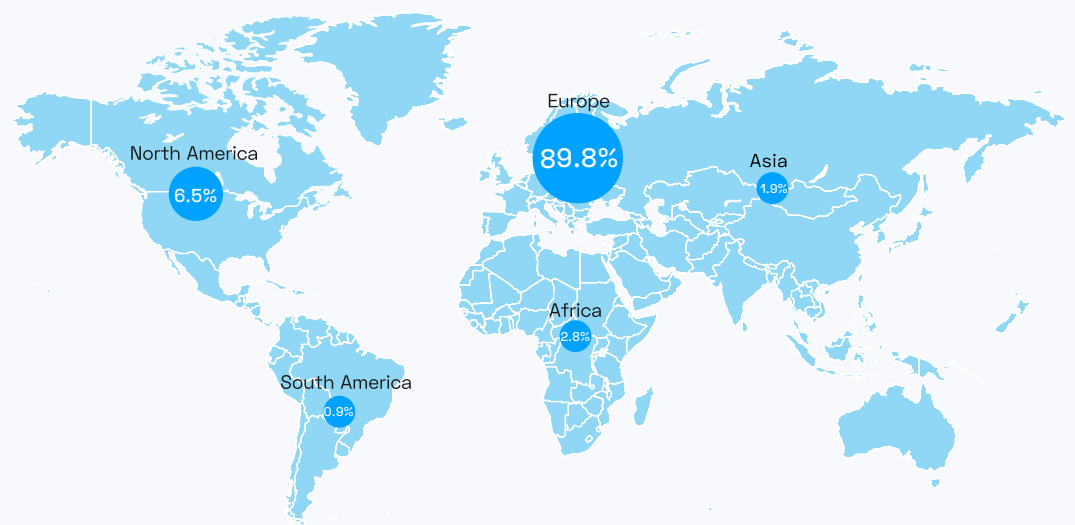 Europe
89.8%
North America
6.5%
Asia
1.9%
Africa
2.8%
South America
0.9%